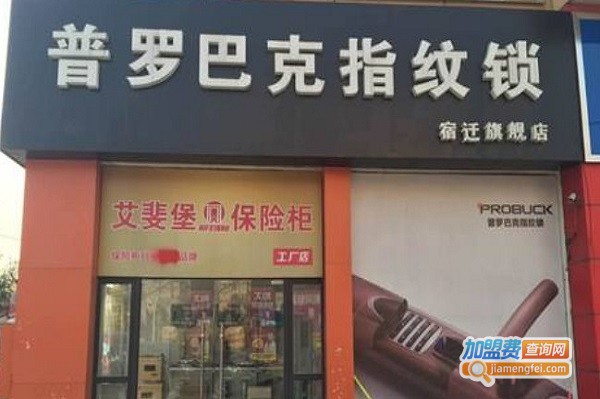 普罗巴克指纹锁
宿迁旗舰店
艾斐堡 保险柜
工厂店
PROBUCK
普罗巴克指纹锁
加盟费查询网
jiamengfei.com